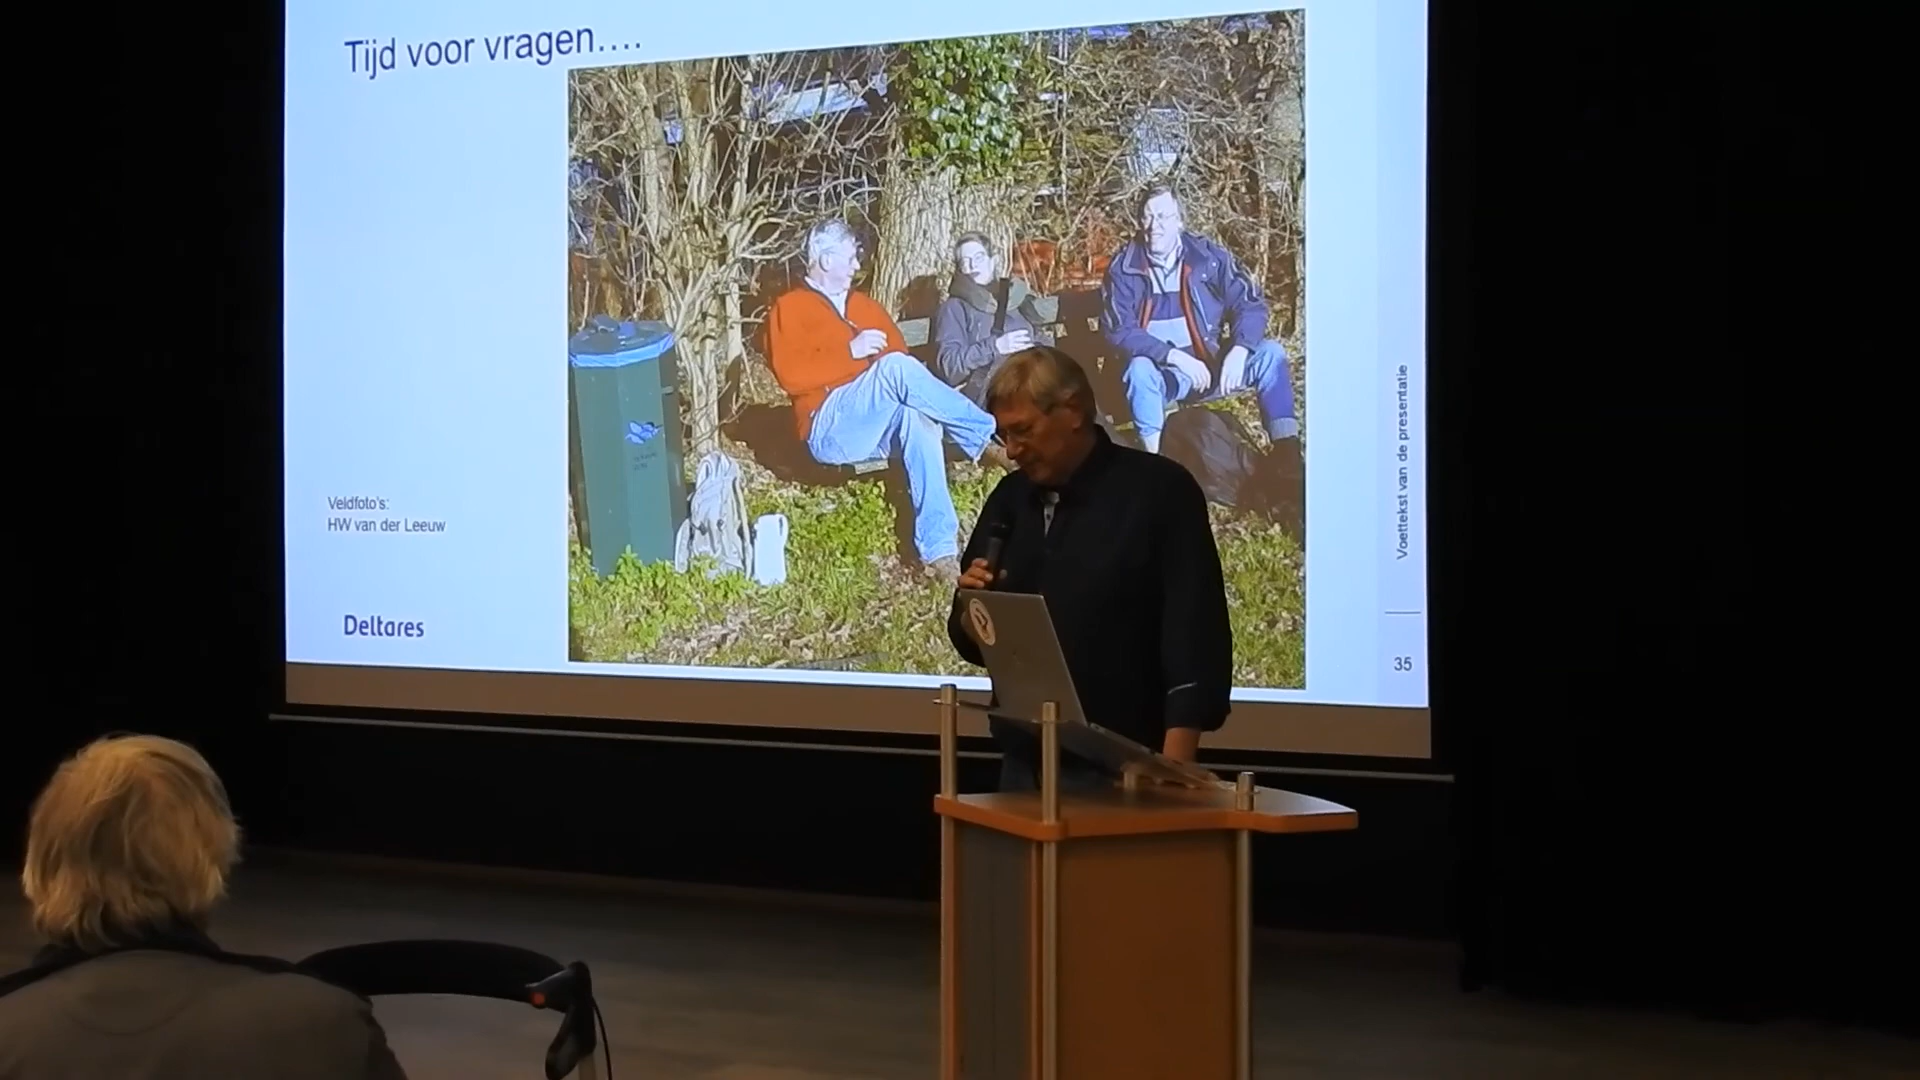 Tijd voor vragen....
Veldfoto's:
HW van der Leeuw
Deltares
Voettekst van de presentatie
35